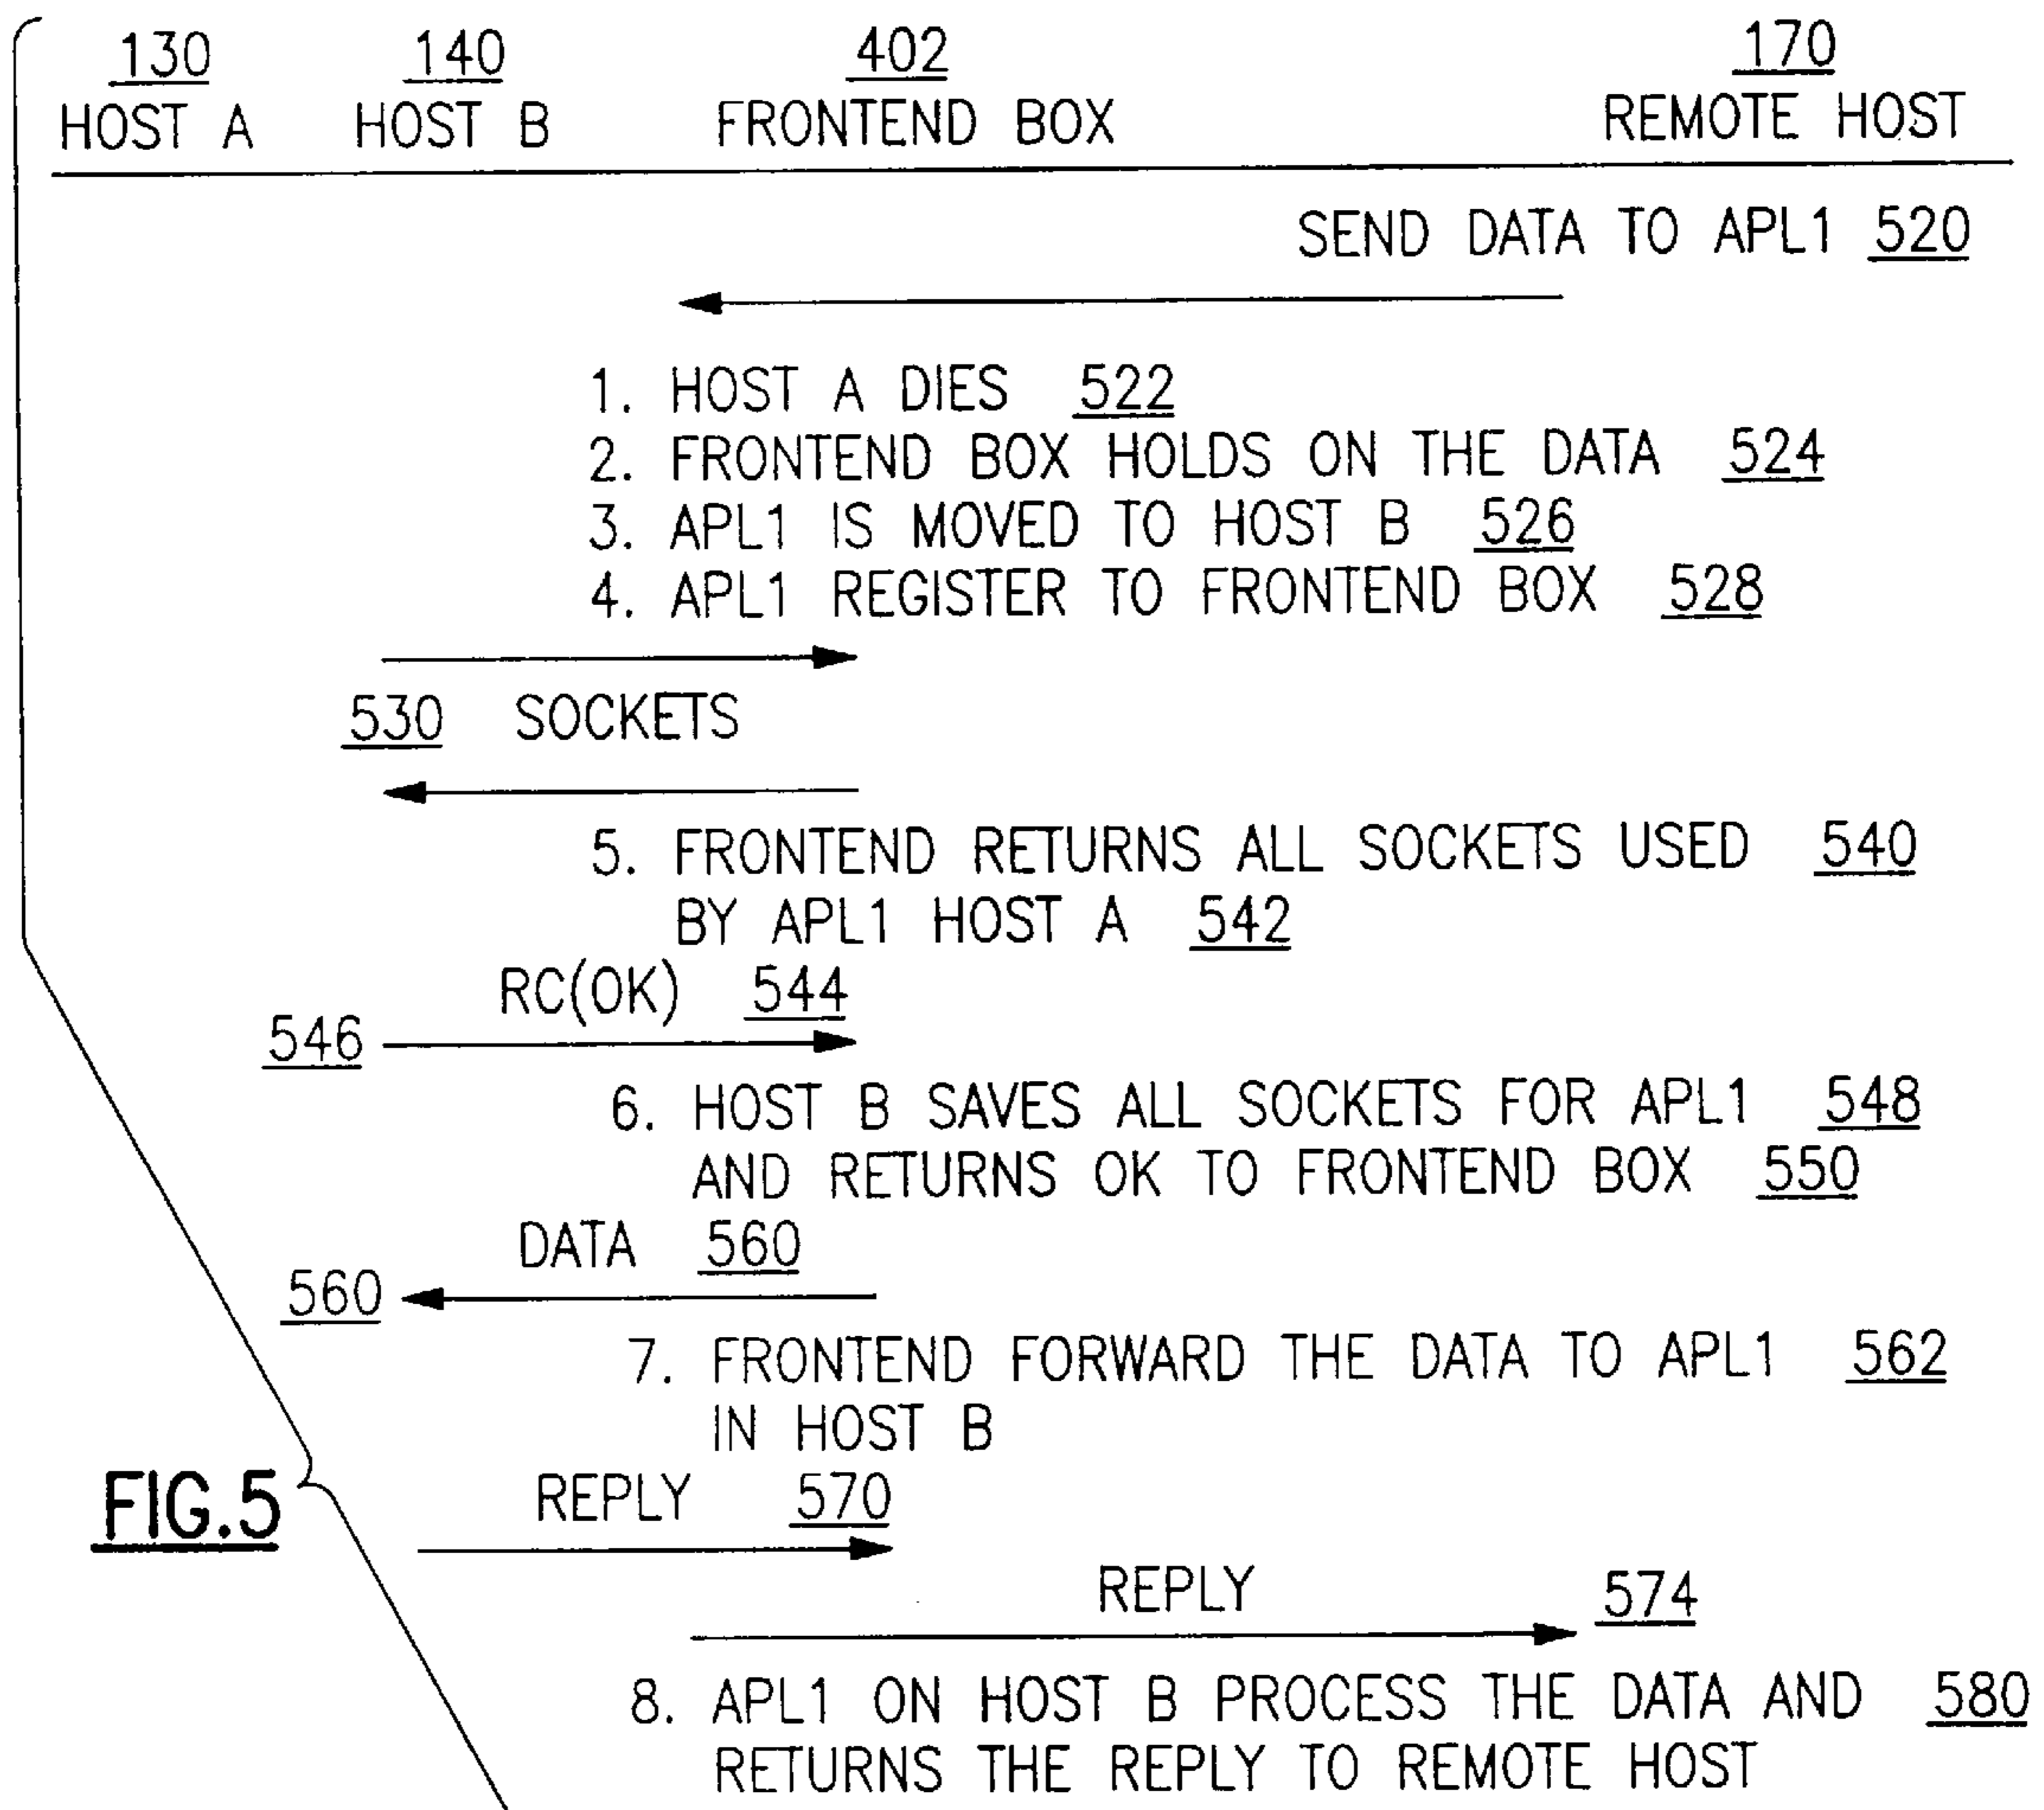 130 140 402 170
HOST A HOST B FRONTEND BOX REMOTE HOST
SEND DATA TO APL1 520
1. HOST A DIES 522
2. FRONTEND BOX HOLDS ON THE DATA 524
3. APL1 IS MOVED TO HOST B 526
4. APL1 REGISTER TO FRONTEND BOX 528
530 SOCKETS
5. FRONTEND RETURNS ALL SOCKETS USED 540
BY APL1 HOST A 542
RC(OK) 544
546
6. HOST B SAVES ALL SOCKETS FOR APL1 548
AND RETURNS OK TO FRONTEND BOX 550
DATA 560
560
7. FRONTEND FORWARD THE DATA TO APL1 562
IN HOST B
FIG.5
REPLY 570
REPLY 574
8. APL1 ON HOST B PROCESS THE DATA AND 580
RETURNS THE REPLY TO REMOTE HOST